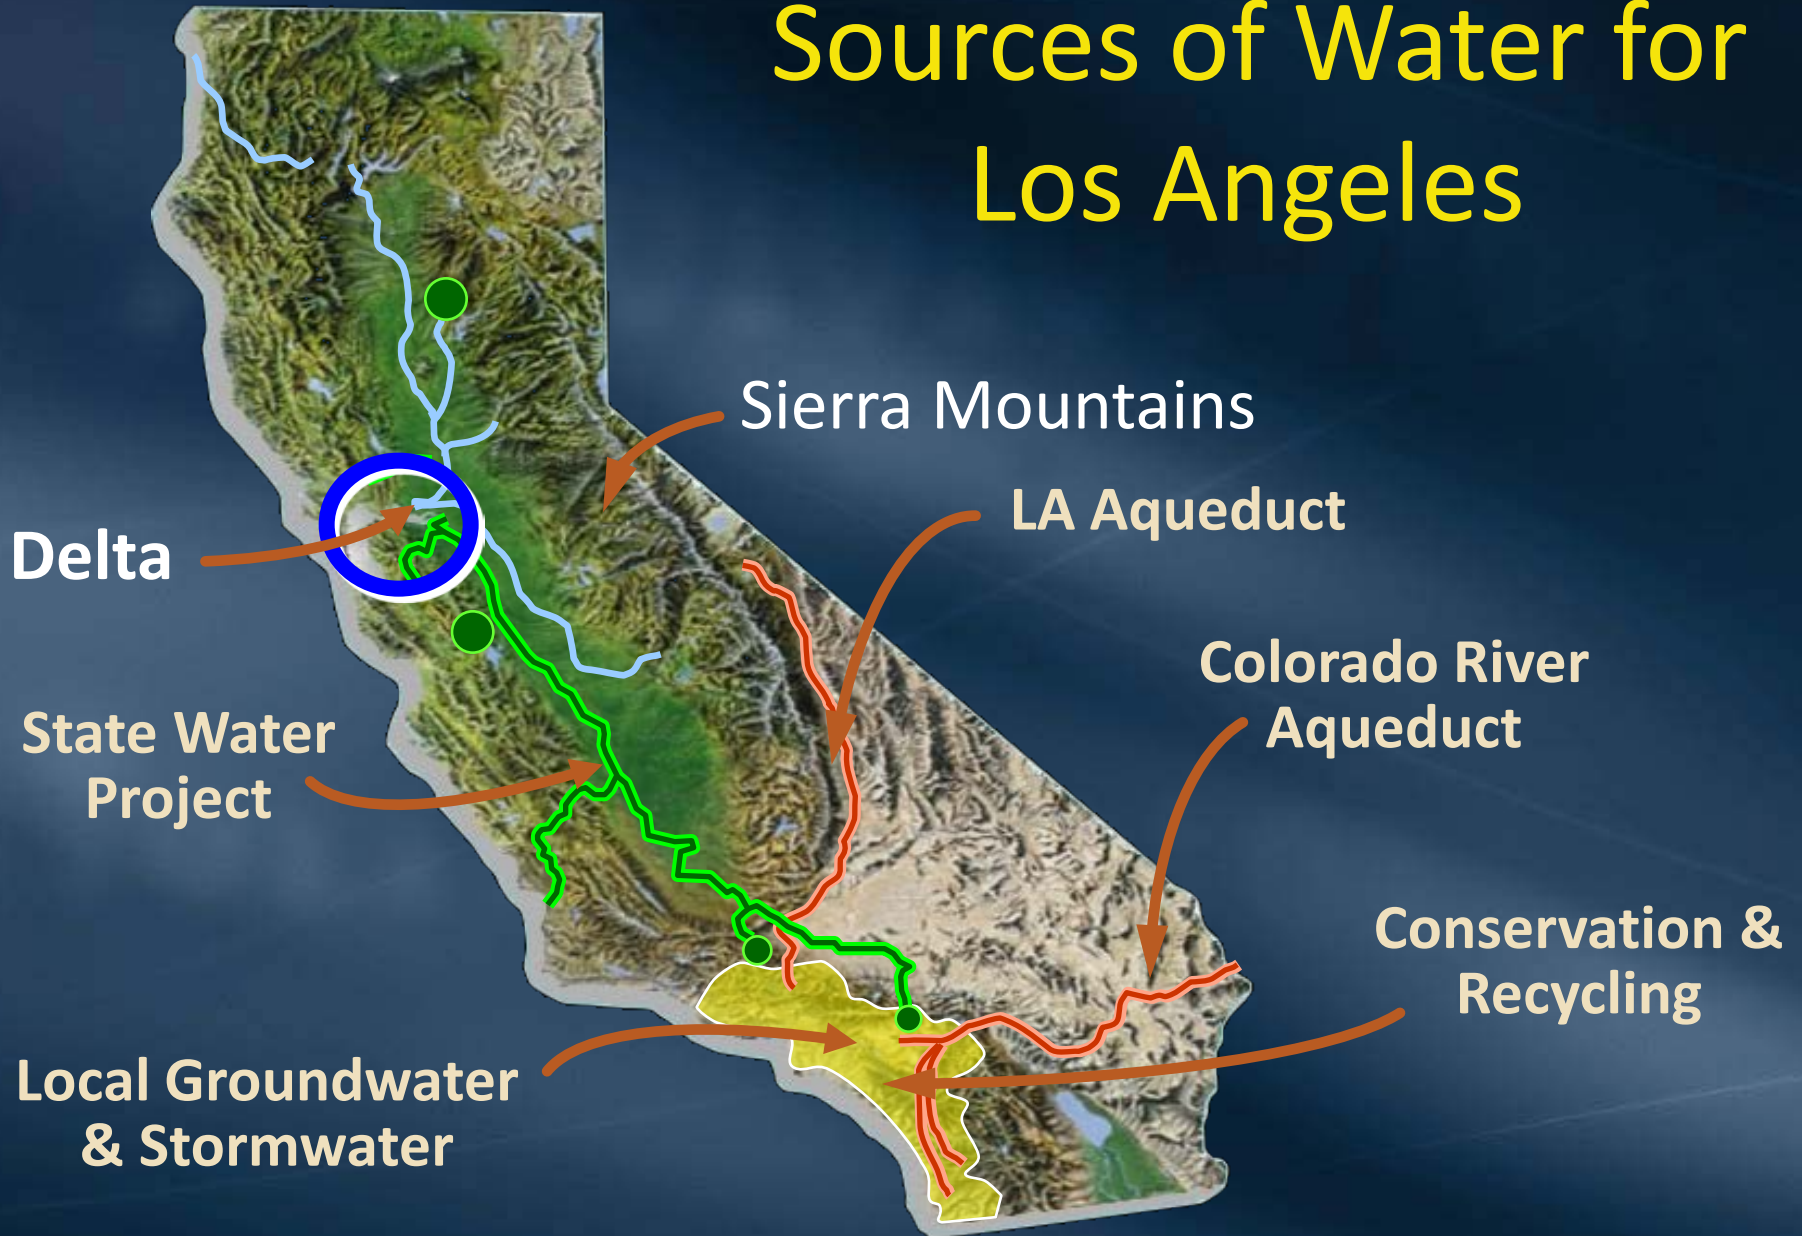 Sources of Water for
Los Angeles
Sierra Mountains
LA Aqueduct
Delta
Colorado River
Aqueduct
State Water
Project
Conservation &
Recycling
Local Groundwater
& Stormwater